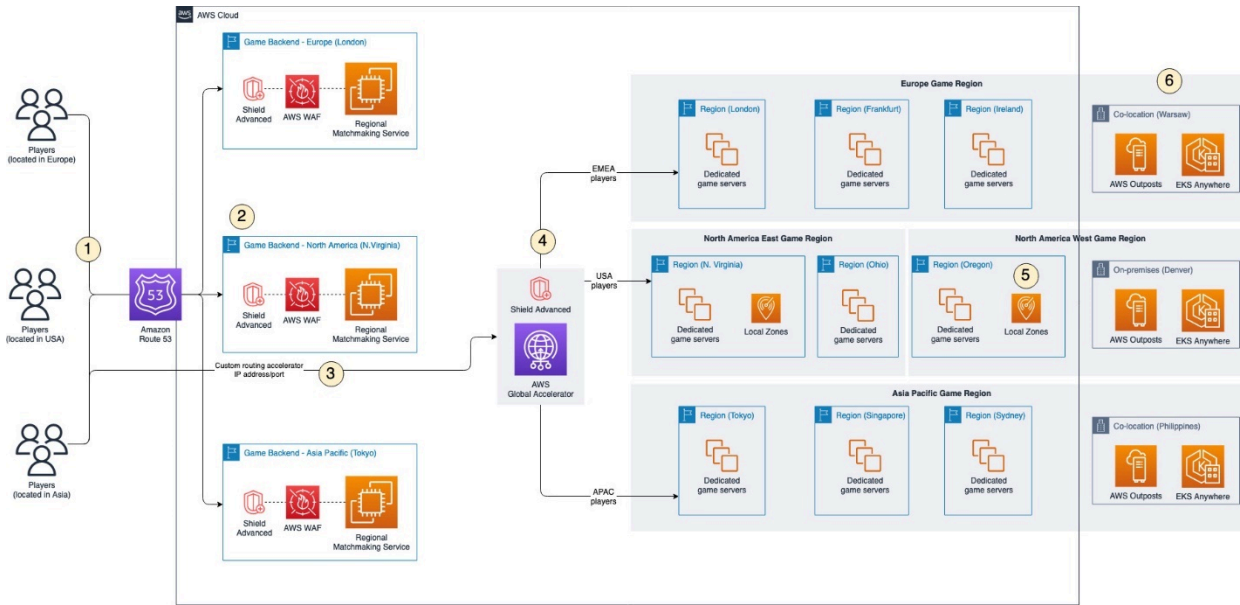 aws
AWS Cloud
Game Backend - Europe (London)
Shield
Advanced
AWS WAF
Regional
Matchmaking Service
Players
(located in Europe)
1
2
Game Backend - North America (N.Virginia)
Shield
Advanced
AWS WAF
Regional
Matchmaking Service
Players
(located in USA)
53
Amazon
Route 53
Custom routing accelerator
IP address/port
3
Players
(located in Asia)
Game Backend - Asia Pacific (Tokyo)
Shield
Advanced
AWS WAF
Regional
Matchmaking Service
4
Shield Advanced
AWS
Global Accelerator
EMEA
players
USA
players
APAC
players
Europe Game Region
6
Region (London)
Dedicated
game servers
Region (Frankfurt)
Dedicated
game servers
Region (Ireland)
Dedicated
game servers
Co-location (Warsaw)
AWS Outposts
K
EKS Anywhere
North America East Game Region
Region (N. Virginia)
Dedicated
game servers
Local Zones
Region (Ohio)
Dedicated
game servers
North America West Game Region
Region (Oregon)
5
Dedicated
game servers
Local Zones
On-premises (Denver)
AWS Outposts
K
EKS Anywhere
Asia Pacific Game Region
Region (Tokyo)
Dedicated
game servers
Region (Singapore)
Dedicated
game servers
Region (Sydney)
Dedicated
game servers
Co-location (Philippines)
AWS Outposts
K
EKS Anywhere